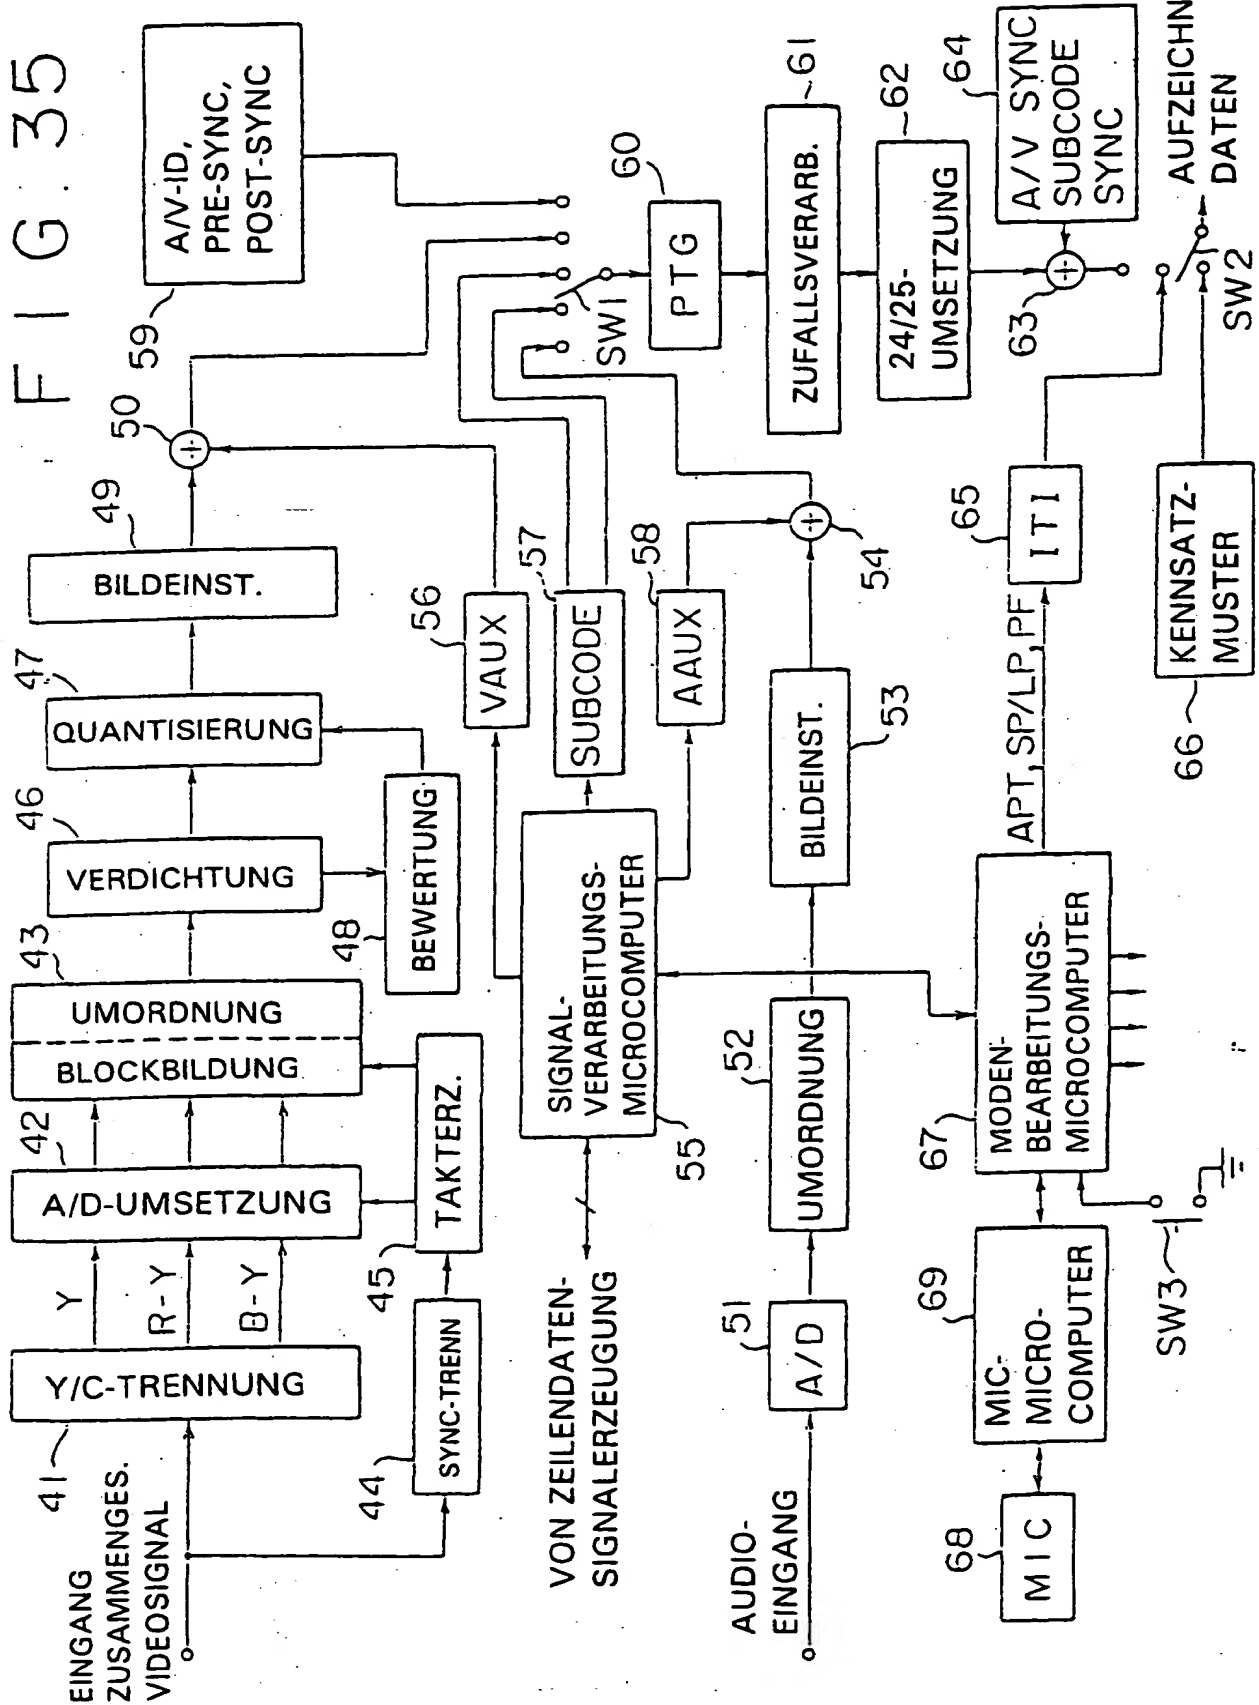 FIG. 35
EINGANG
ZUSAMMENGES.
VIDEOSIGNAL
41
Y/C-TRENNUNG
Y
R-Y
B-Y
42
A/D-UMSETZUNG
43
BLOCKBILDUNG
UMORDNUNG
44
SYNC-TRENN
45
TAKTERZ.
46
VERDICHTUNG
47
QUANTISIERUNG
48
BEWERTUNG
49
BILDEINST.
50
59
A/V-ID,
PRE-SYNC,
POST-SYNC
VON ZEILENDATEN-
SIGNALERZEUGUNG
55
SIGNAL-
VERARBEITUNGS-
MICROCOMPUTER
56
VAUX
57
SUBCODE
58
AAUX
SW1
60
PTG
61
ZUFALLSVERARB.
62
24/25-
UMSETZUNG
63
64
A/V SYNC
SUBCODE
SYNC
AUDIO-
EINGANG
51
A/D
52
UMORDNUNG
53
BILDEINST.
54
68
MIC
69
MIC-
MICRO-
COMPUTER
67
MODEN-
BEARBEITUNGS-
MICROCOMPUTER
SW3
APT, SP/LP, PF
65
ITI
66
KENNSATZ-
MUSTER
SW2
AUFZEICHN
DATEN